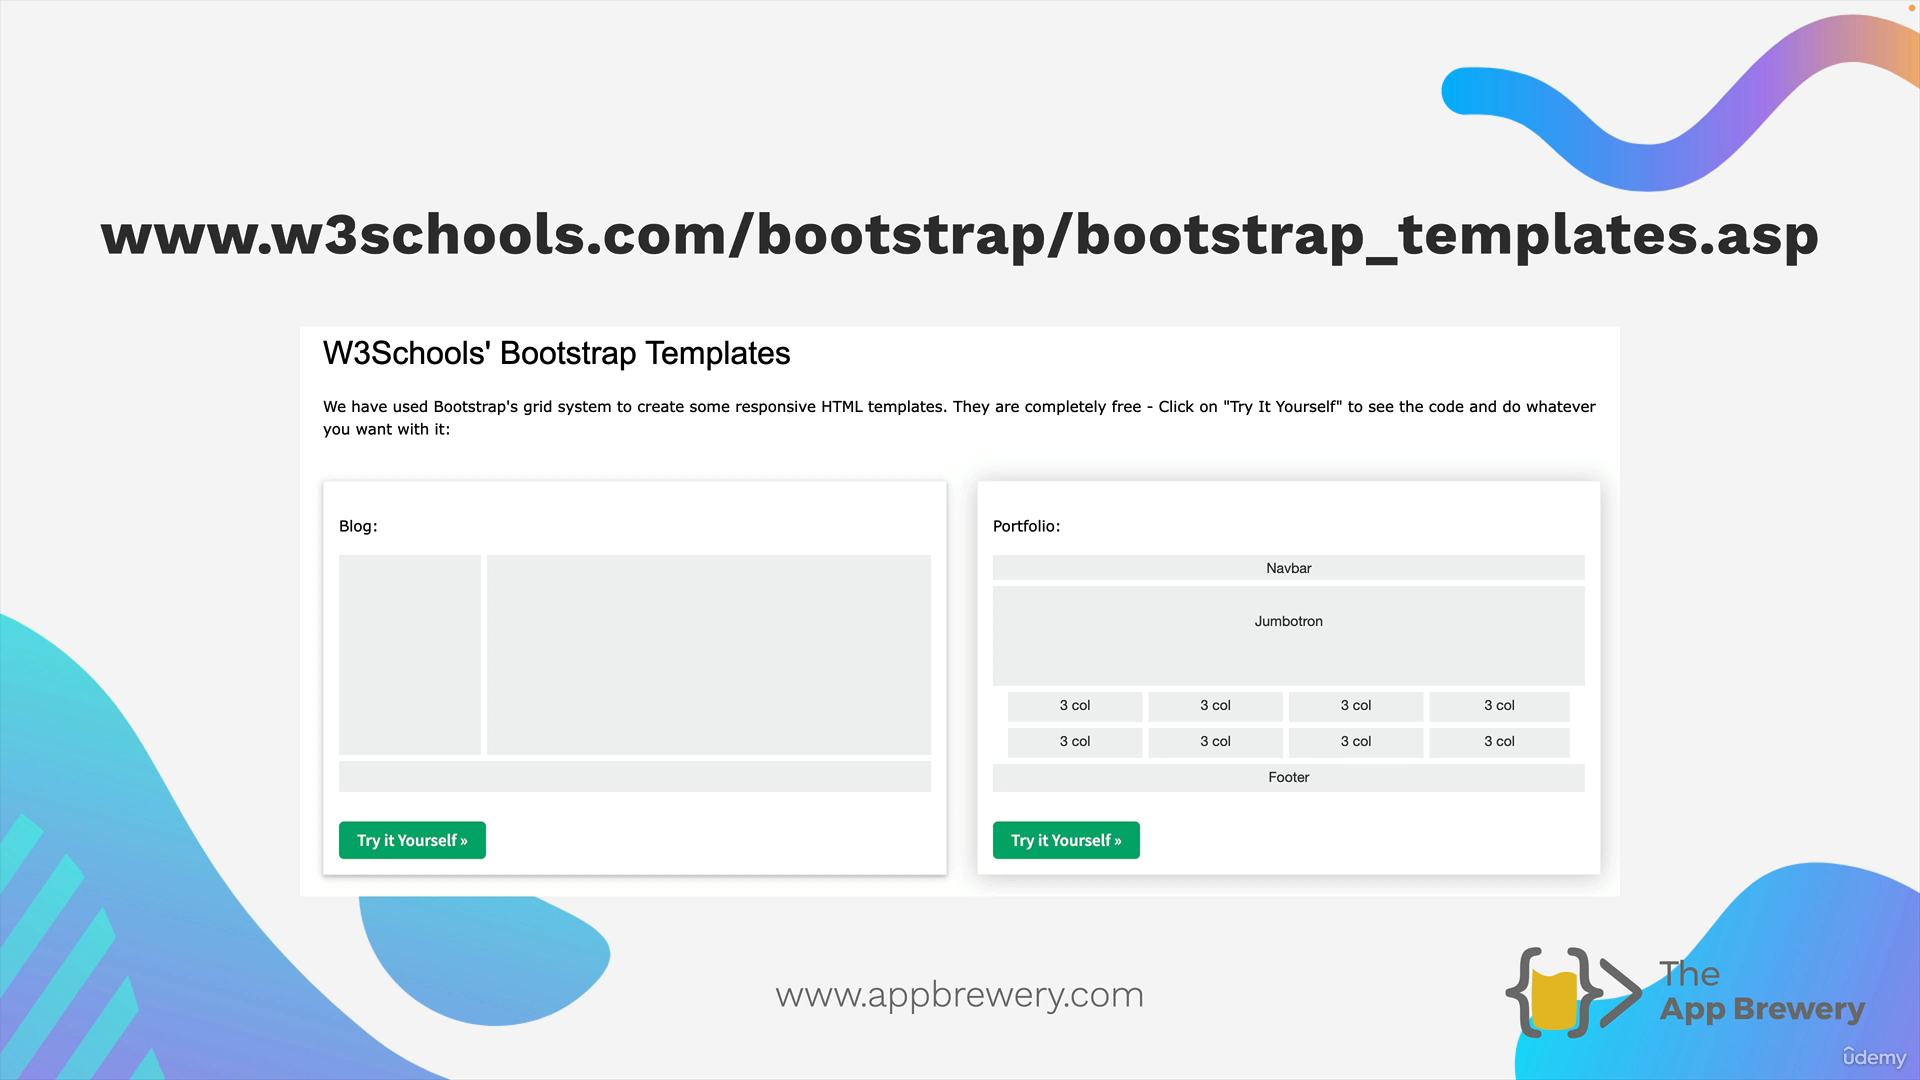 www.w3schools.com/bootstrap/bootstrap_templates.asp
W3Schools' Bootstrap Templates
We have used Bootstrap's grid system to create some responsive HTML templates. They are completely free - Click on "Try It Yourself" to see the code and do whatever
you want with it:
Blog:
Try it Yourself »
Portfolio:
Navbar
Jumbotron
3 col 3 col 3 col 3 col
3 col 3 col 3 col 3 col
Footer
Try it Yourself »
www.appbrewery.com
The
App Brewery
ûdemy